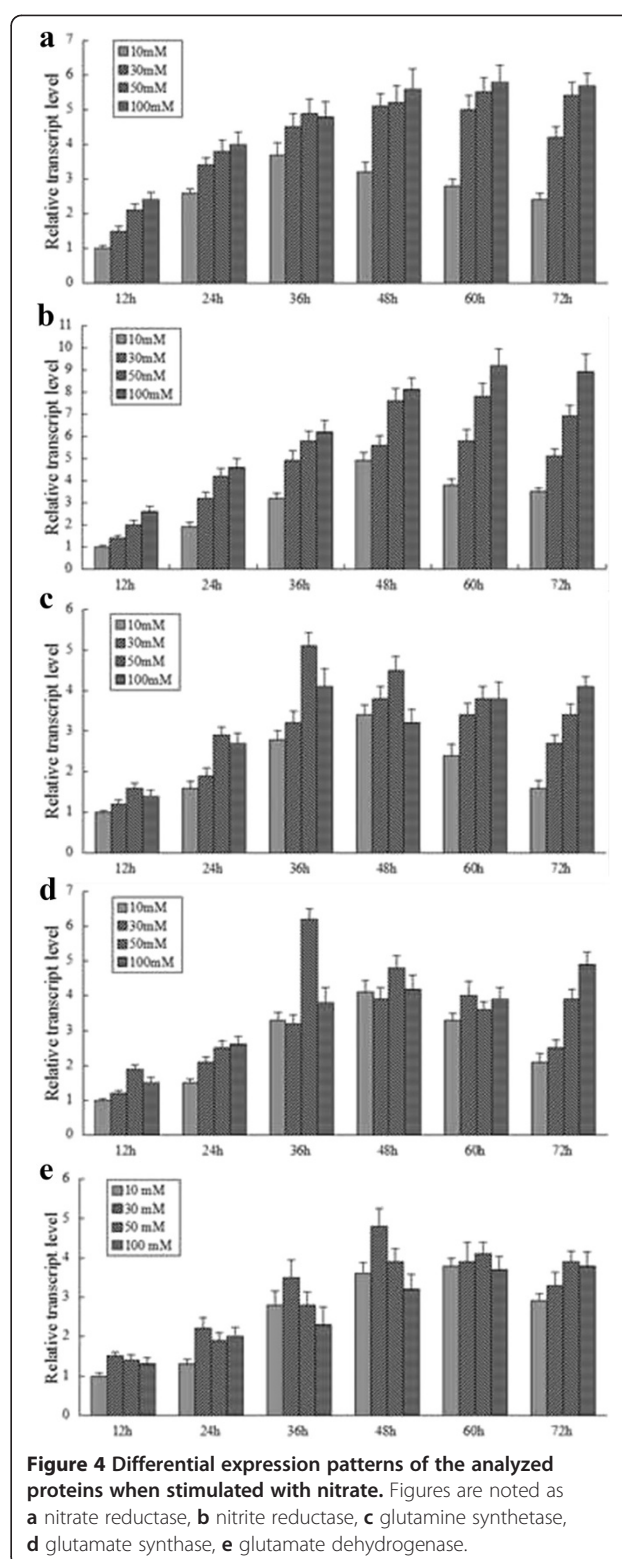 a
7
6
5
4
3
2
1
0
Relative transcript level
10mM
30mM
50mM
100mM
12h 24h 36h 48h 60h 72h
b
11
10
9
8
7
6
5
4
3
2
1
0
Relative transcript level
10mM
30mM
50mM
100mM
12h 24h 36h 48h 60h 72h
c
6
5
4
3
2
1
0
Relative transcript level
10mM
30mM
50mM
100mM
12h 24h 36h 48h 60h 72h
d
7
6
5
4
3
2
1
0
Relative transcript level
10mM
30mM
50mM
100mM
12h 24h 36h 48h 60h 72h
e
6
5
4
3
2
1
0
Relative transcript level
10 mM
30 mM
50 mM
100 mM
12h 24h 36h 48h 60h 72h
Figure 4 Differential expression patterns of the analyzed
proteins when stimulated with nitrate. Figures are noted as
a nitrate reductase, b nitrite reductase, c glutamine synthetase,
d glutamate synthase, e glutamate dehydrogenase.